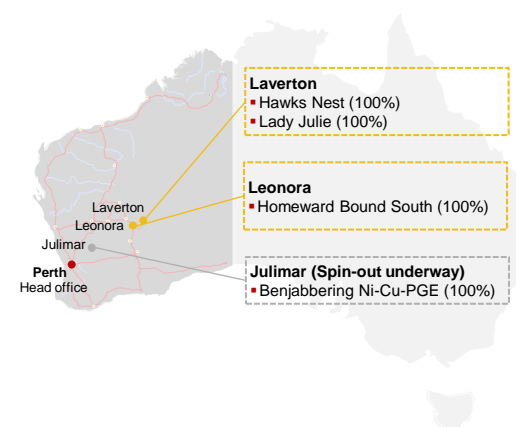 Laverton
▪ Hawks Nest (100%)
▪ Lady Julie (100%)
Leonora
▪ Homeward Bound South (100%)
Julimar (Spin-out underway)
▪ Benjabbering Ni-Cu-PGE (100%)
Laverton
Leonora
Julimar
Perth
Head office